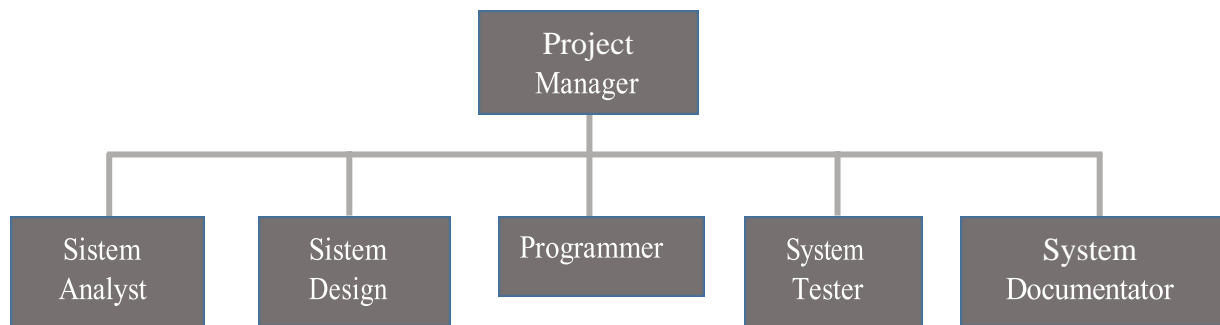 Project
Manager
Sistem
Analyst
Sistem
Design
Programmer
System
Tester
System
Documentator